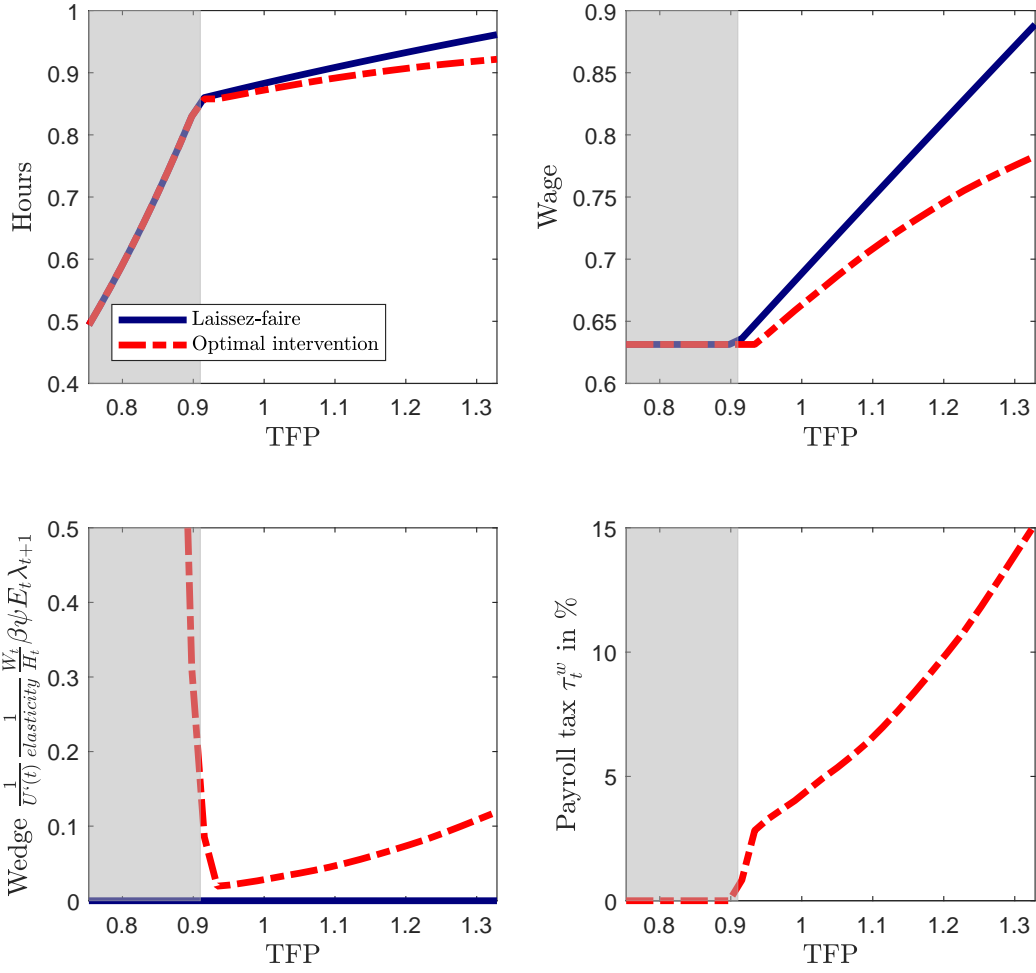 1
0.9
0.8
0.7
0.6
0.5
0.4
Hours
Laissez-faire
Optimal intervention
0.8 0.9 1 1.1 1.2 1.3
TFP
0.9
0.85
0.8
0.75
0.7
0.65
0.6
Wage
0.8 0.9 1 1.1 1.2 1.3
TFP
0.5
0.4
0.3
0.2
0.1
0
Wedge \frac{1}{U‘(t)} \frac{1}{elasticity} \frac{W_t}{H_t} βψE_tλ_{t+1}
0.8 0.9 1 1.1 1.2 1.3
TFP
15
10
5
0
Payroll tax τ_t^w in %
0.8 0.9 1 1.1 1.2 1.3
TFP